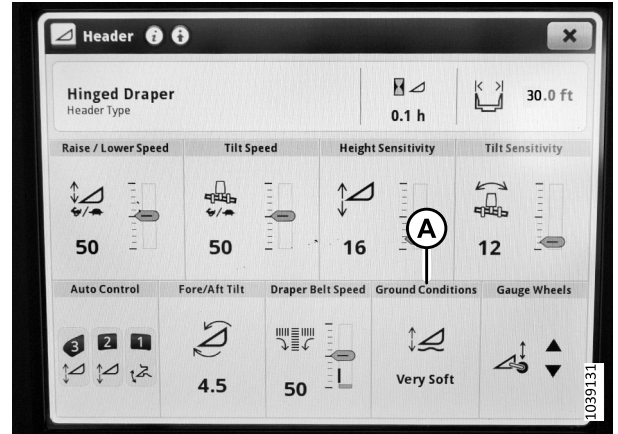 Header
Hinged Draper
Header Type
0.1 h
30.0 ft
Raise / Lower Speed
Tilt Speed
Height Sensitivity
Tilt Sensitivity
50
50
16
12
A
Auto Control
Fore/Aft Tilt
Draper Belt Speed
Ground Conditions
Gauge Wheels
3 2 1
4.5
50
Very Soft
1039131